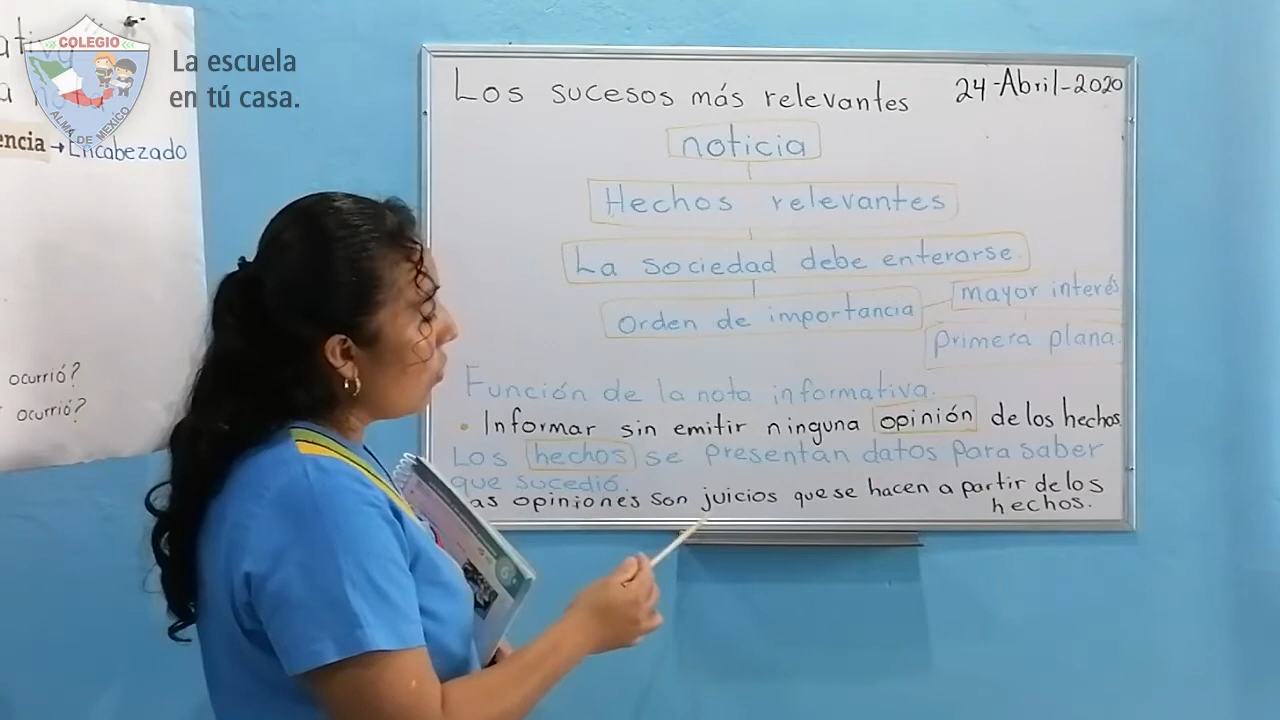 COLEGIO
ALMA DE MEXICO
La escuela
en tú casa.
encia → Encabezado
ocurrió?
ocurrió?
Los sucesos más relevantes
24-Abril-2020
noticia
Hechos relevantes
La sociedad debe enterarse.
Orden de importancia
mayor interés
primera plana.
Función de la nota informativa.
• Informar sin emitir ninguna opinión de los hechos.
Los hechos se presentan datos para saber
que sucedió.
as opiniones son juicios que se hacen a partir de los
hechos.